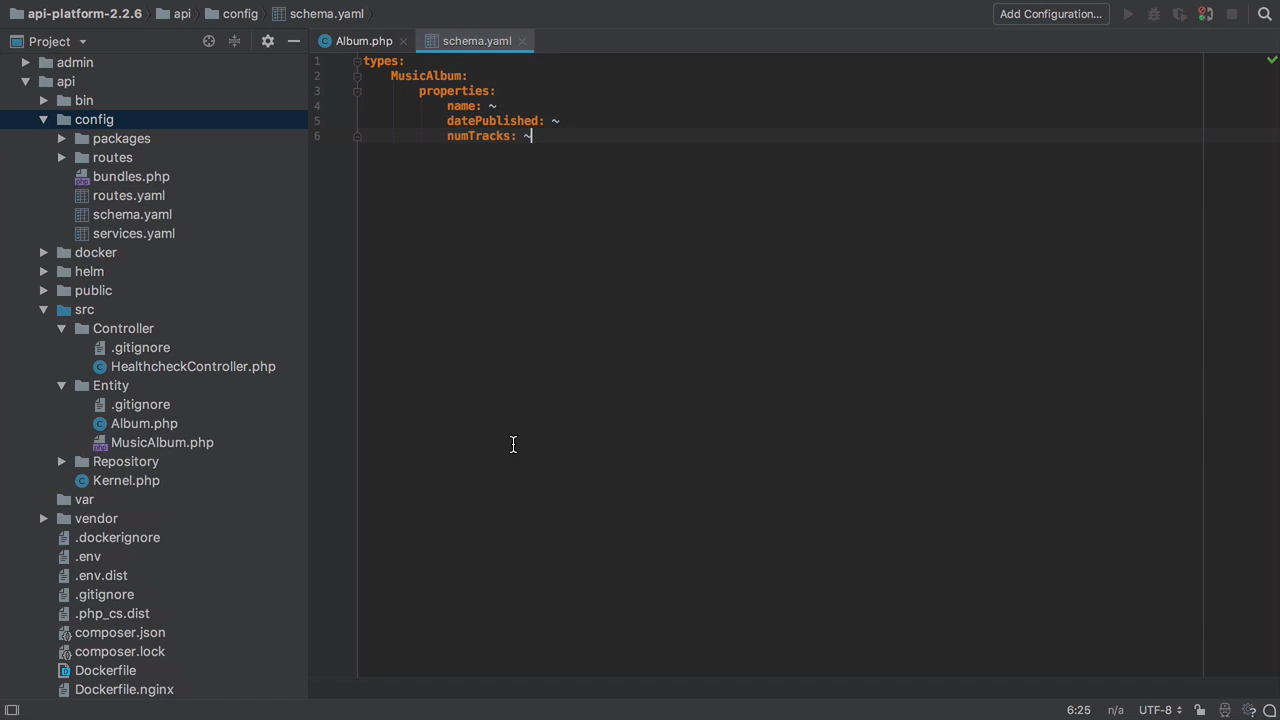 api-platform-2.2.6 api config schema.yaml Add Configuration...
Project Album.php schema.yaml
admin
api
bin
config
packages
routes
bundles.php
routes.yaml
schema.yaml
services.yaml
docker
helm
public
src
Controller
.gitignore
HealthcheckController.php
Entity
.gitignore
Album.php
MusicAlbum.php
Repository
Kernel.php
var
vendor
.dockerignore
.env
.env.dist
.gitignore
.php_cs.dist
composer.json
composer.lock
Dockerfile
Dockerfile.nginx
1 types:
2 MusicAlbum:
3 properties:
4 name: ~
5 datePublished: ~
6 numTracks: ~
6:25 n/a UTF-8